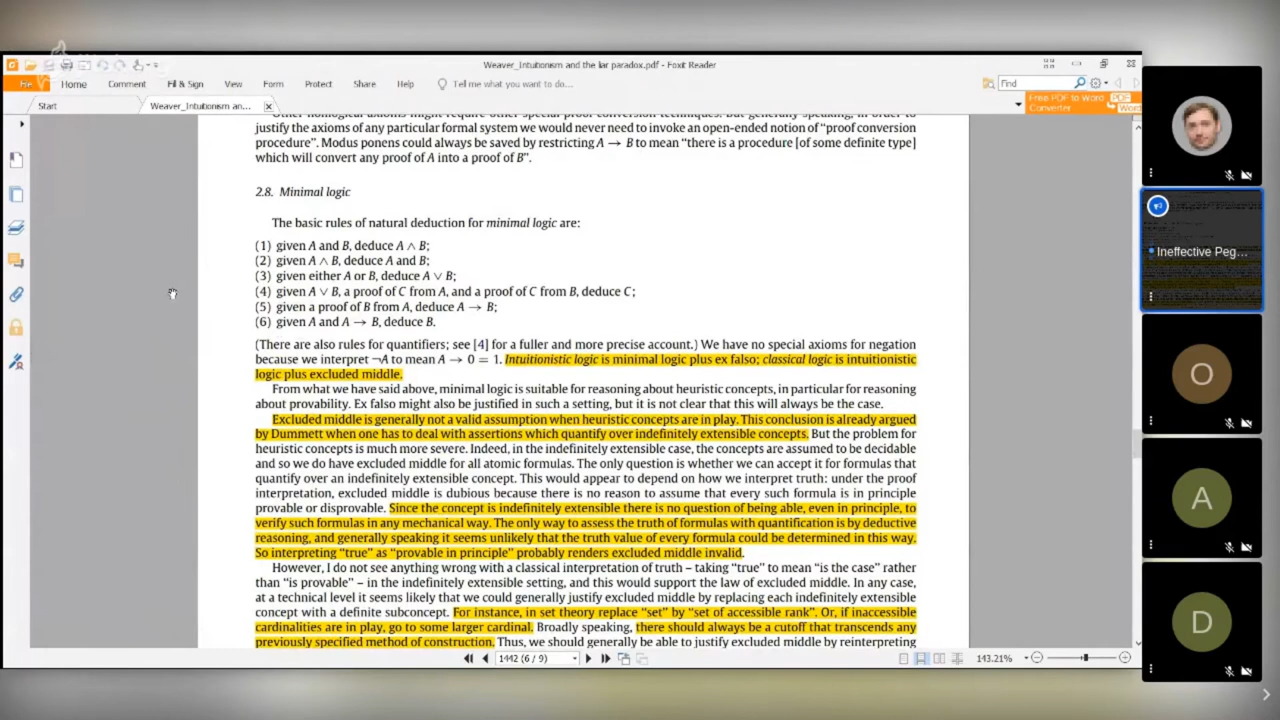 Weaver_Intuitionism and the liar paradox.pdf - Foxit Reader
File Home Comment Fill & Sign View Form Protect Share Help Tell me what you want to do... Find
Free PDF to Word Converter PDF Word
Start Weaver_Intuitionism an...
justify the axioms of any particular formal system we would never need to invoke an open-ended notion of “proof conversion
procedure”. Modus ponens could always be saved by restricting A → B to mean “there is a procedure [of some definite type]
which will convert any proof of A into a proof of B”.
2.8. Minimal logic
The basic rules of natural deduction for minimal logic are:
(1) given A and B, deduce A ∧ B;
(2) given A ∧ B, deduce A and B;
(3) given either A or B, deduce A ∨ B;
(4) given A ∨ B, a proof of C from A, and a proof of C from B, deduce C;
(5) given a proof of B from A, deduce A → B;
(6) given A and A → B, deduce B.
(There are also rules for quantifiers; see [4] for a fuller and more precise account.) We have no special axioms for negation
because we interpret ¬A to mean A → 0 = 1. Intuitionistic logic is minimal logic plus ex falso; classical logic is intuitionistic
logic plus excluded middle.
From what we have said above, minimal logic is suitable for reasoning about heuristic concepts, in particular for reasoning
about provability. Ex falso might also be justified in such a setting, but it is not clear that this will always be the case.
Excluded middle is generally not a valid assumption when heuristic concepts are in play. This conclusion is already argued
by Dummett when one has to deal with assertions which quantify over indefinitely extensible concepts. But the problem for
heuristic concepts is much more severe. Indeed, in the indefinitely extensible case, the concepts are assumed to be decidable
and so we do have excluded middle for all atomic formulas. The only question is whether we can accept it for formulas that
quantify over an indefinitely extensible concept. This would appear to depend on how we interpret truth: under the proof
interpretation, excluded middle is dubious because there is no reason to assume that every such formula is in principle
provable or disprovable. Since the concept is indefinitely extensible there is no question of being able, even in principle, to
verify such formulas in any mechanical way. The only way to assess the truth of formulas with quantification is by deductive
reasoning, and generally speaking it seems unlikely that the truth value of every formula could be determined in this way.
So interpreting “true” as “provable in principle” probably renders excluded middle invalid.
However, I do not see anything wrong with a classical interpretation of truth – taking “true” to mean “is the case” rather
than “is provable” – in the indefinitely extensible setting, and this would support the law of excluded middle. In any case,
at a technical level it seems likely that we could generally justify excluded middle by replacing each indefinitely extensible
concept with a definite subconcept. For instance, in set theory replace “set” by “set of accessible rank”. Or, if inaccessible
cardinalities are in play, go to some larger cardinal. Broadly speaking, there should always be a cutoff that transcends any
previously specified method of construction. Thus, we should generally be able to justify excluded middle by reinterpreting
1442 (6 / 9) 143.21%
Ineffective Peg...
O
A
D